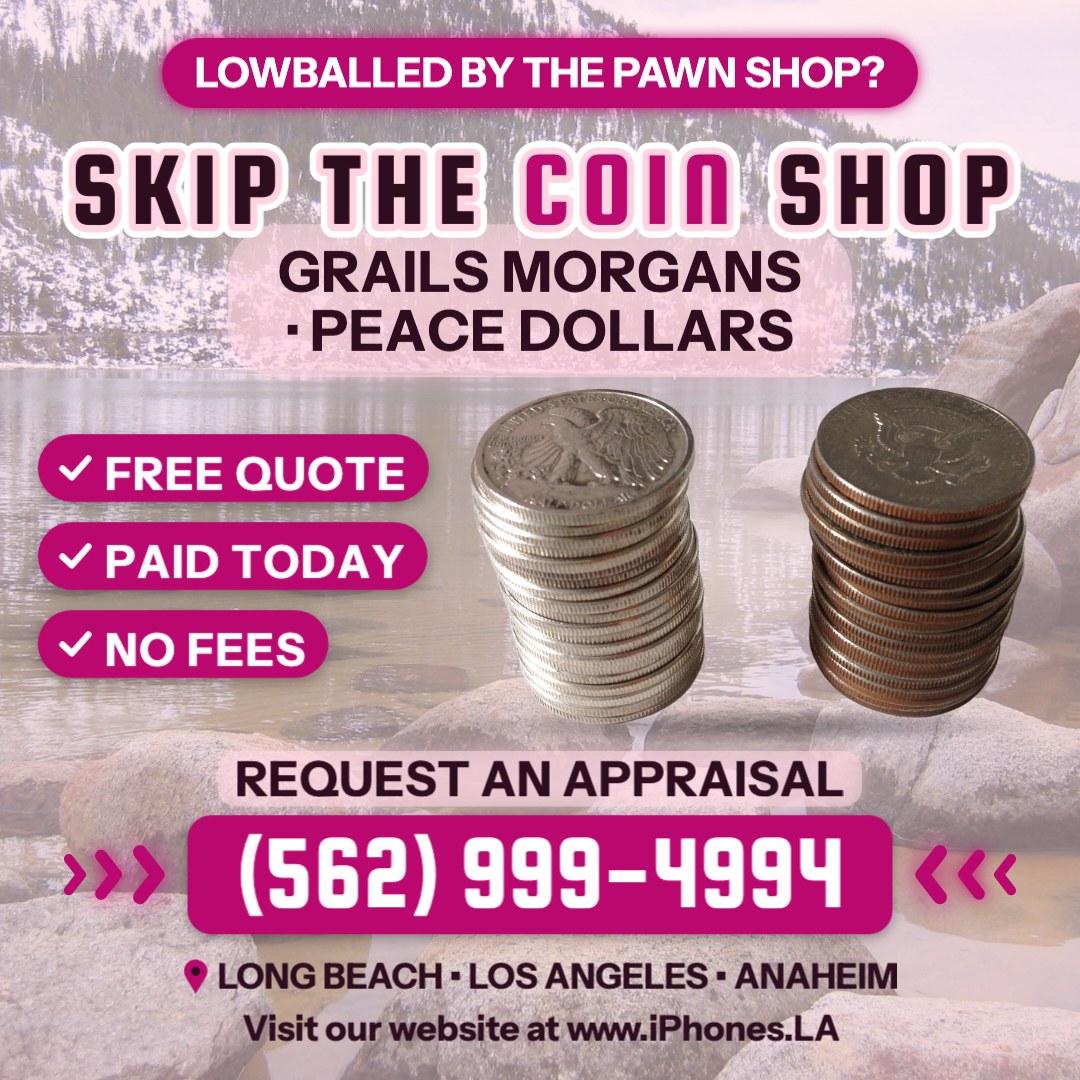 LOWBALLED BY THE PAWN SHOP?
SKIP THE COIN SHOP
GRAILS MORGANS
· PEACE DOLLARS
✓ FREE QUOTE
✓ PAID TODAY
✓ NO FEES
REQUEST AN APPRAISAL
(562) 999-4994
LONG BEACH · LOS ANGELES · ANAHEIM
Visit our website at www.iPhones.LA